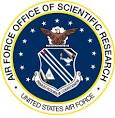 AIR FORCE OFFICE OF SCIENTIFIC RESEARCH
UNITED STATES AIR FORCE